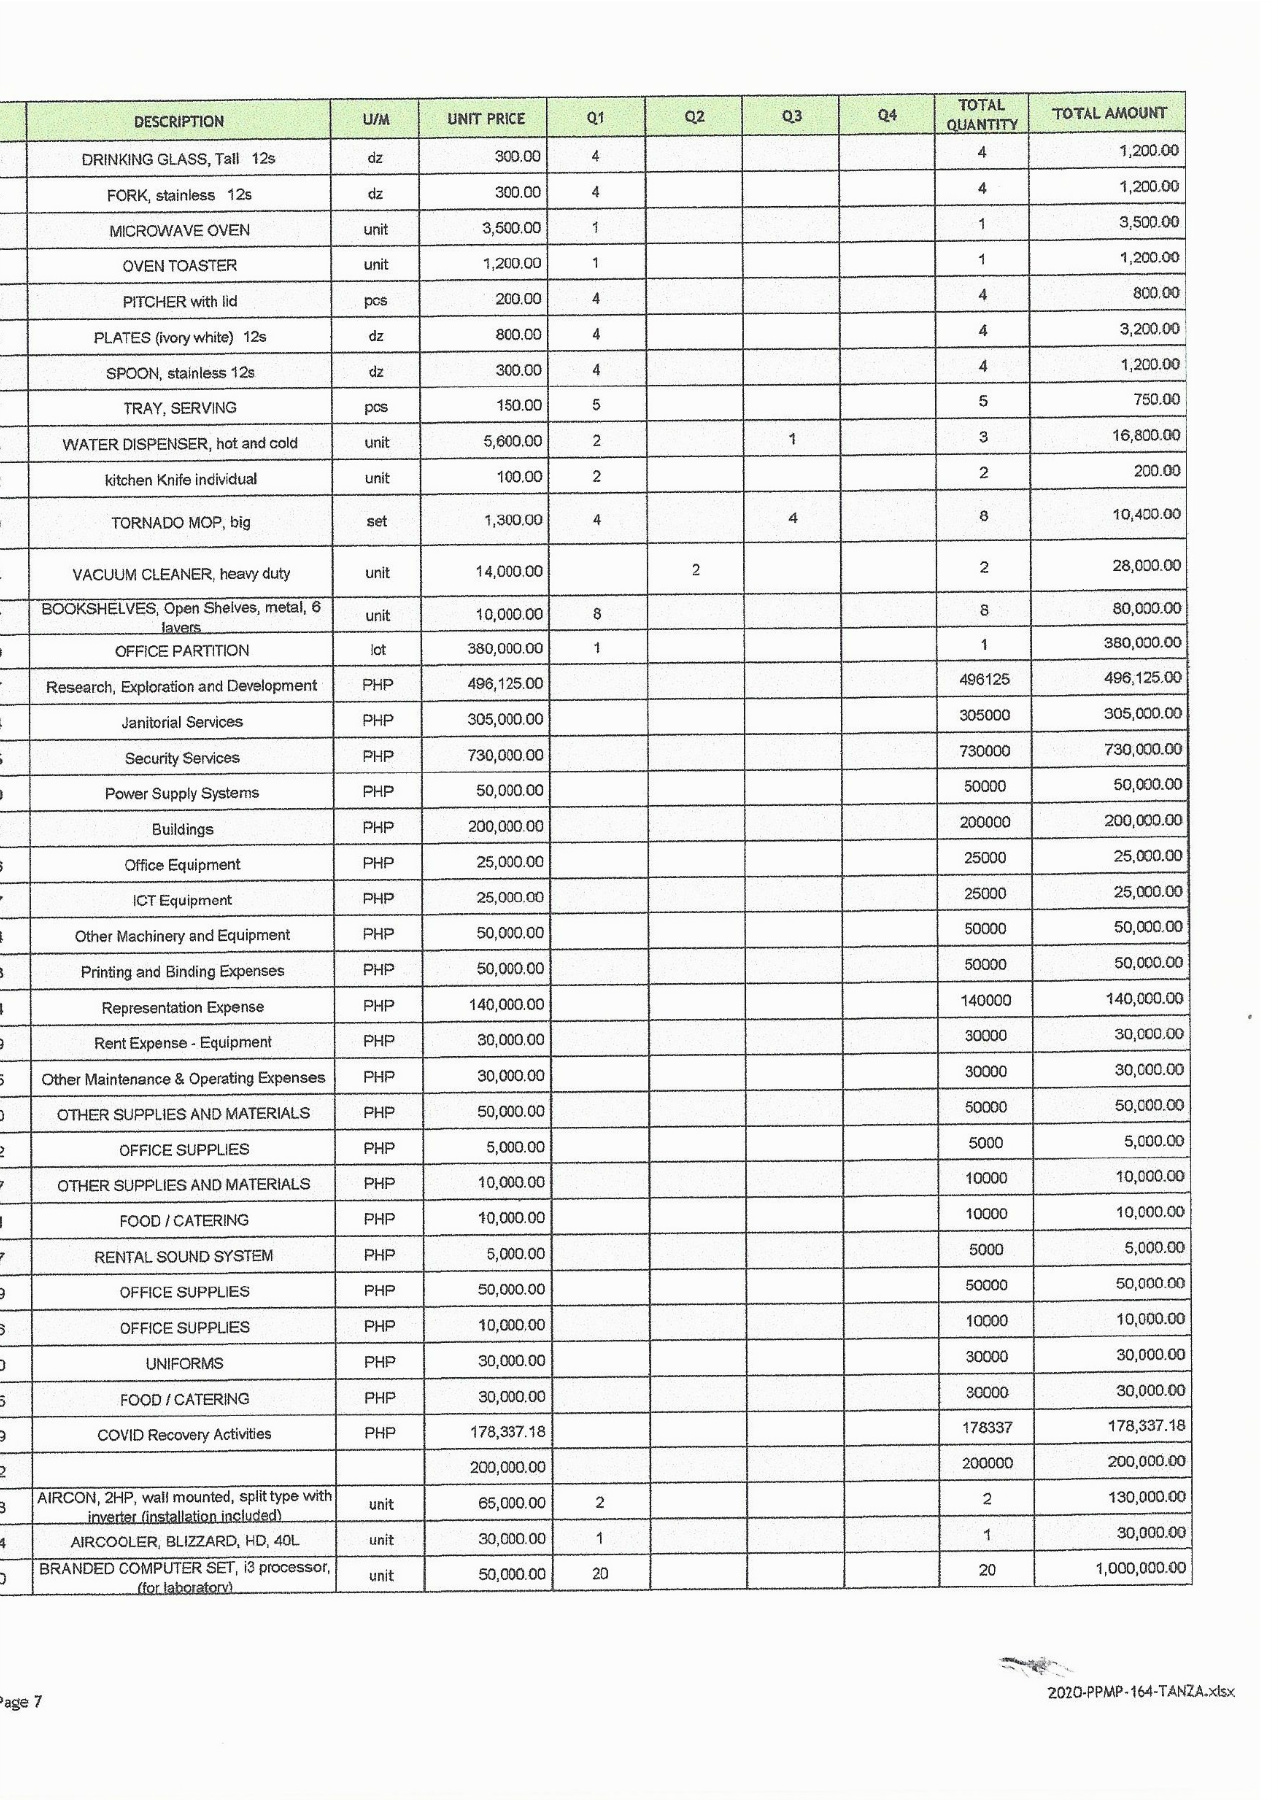 DESCRIPTION U/M UNIT PRICE Q1 Q2 Q3 Q4 TOTAL QUANTITY TOTAL AMOUNT
DRINKING GLASS, Tall 12s dz 300.00 4 4 1,200.00
FORK, stainless 12s dz 300.00 4 4 1,200.00
MICROWAVE OVEN unit 3,500.00 1 1 3,500.00
OVEN TOASTER unit 1,200.00 1 1 1,200.00
PITCHER with lid pcs 200.00 4 4 800.00
PLATES (ivory white) 12s dz 800.00 4 4 3,200.00
SPOON, stainless 12s dz 300.00 4 4 1,200.00
TRAY, SERVING pcs 150.00 5 5 750.00
WATER DISPENSER, hot and cold unit 5,600.00 2 1 3 16,800.00
kitchen Knife individual unit 100.00 2 2 200.00
TORNADO MOP, big set 1,300.00 4 4 8 10,400.00
VACUUM CLEANER, heavy duty unit 14,000.00 2 2 28,000.00
BOOKSHELVES, Open Shelves, metal, 6 layers unit 10,000.00 8 8 80,000.00
OFFICE PARTITION lot 380,000.00 1 1 380,000.00
Research, Exploration and Development PHP 496,125.00 496125 496,125.00
Janitorial Services PHP 305,000.00 305000 305,000.00
Security Services PHP 730,000.00 730000 730,000.00
Power Supply Systems PHP 50,000.00 50000 50,000.00
Buildings PHP 200,000.00 200000 200,000.00
Office Equipment PHP 25,000.00 25000 25,000.00
ICT Equipment PHP 25,000.00 25000 25,000.00
Other Machinery and Equipment PHP 50,000.00 50000 50,000.00
Printing and Binding Expenses PHP 50,000.00 50000 50,000.00
Representation Expense PHP 140,000.00 140000 140,000.00
Rent Expense - Equipment PHP 30,000.00 30000 30,000.00
Other Maintenance & Operating Expenses PHP 30,000.00 30000 30,000.00
OTHER SUPPLIES AND MATERIALS PHP 50,000.00 50000 50,000.00
OFFICE SUPPLIES PHP 5,000.00 5000 5,000.00
OTHER SUPPLIES AND MATERIALS PHP 10,000.00 10000 10,000.00
FOOD / CATERING PHP 10,000.00 10000 10,000.00
RENTAL SOUND SYSTEM PHP 5,000.00 5000 5,000.00
OFFICE SUPPLIES PHP 50,000.00 50000 50,000.00
OFFICE SUPPLIES PHP 10,000.00 10000 10,000.00
UNIFORMS PHP 30,000.00 30000 30,000.00
FOOD / CATERING PHP 30,000.00 30000 30,000.00
COVID Recovery Activities PHP 178,337.18 178337 178,337.18
200,000.00 200000 200,000.00
AIRCON, 2HP, wall mounted, split type with inverter (installation included) unit 65,000.00 2 2 130,000.00
AIRCOOLER, BLIZZARD, HD, 40L unit 30,000.00 1 1 30,000.00
BRANDED COMPUTER SET, i3 processor, (for laboratory) unit 50,000.00 20 20 1,000,000.00
Page 7
2020-PPMP-164-TANZA.xlsx